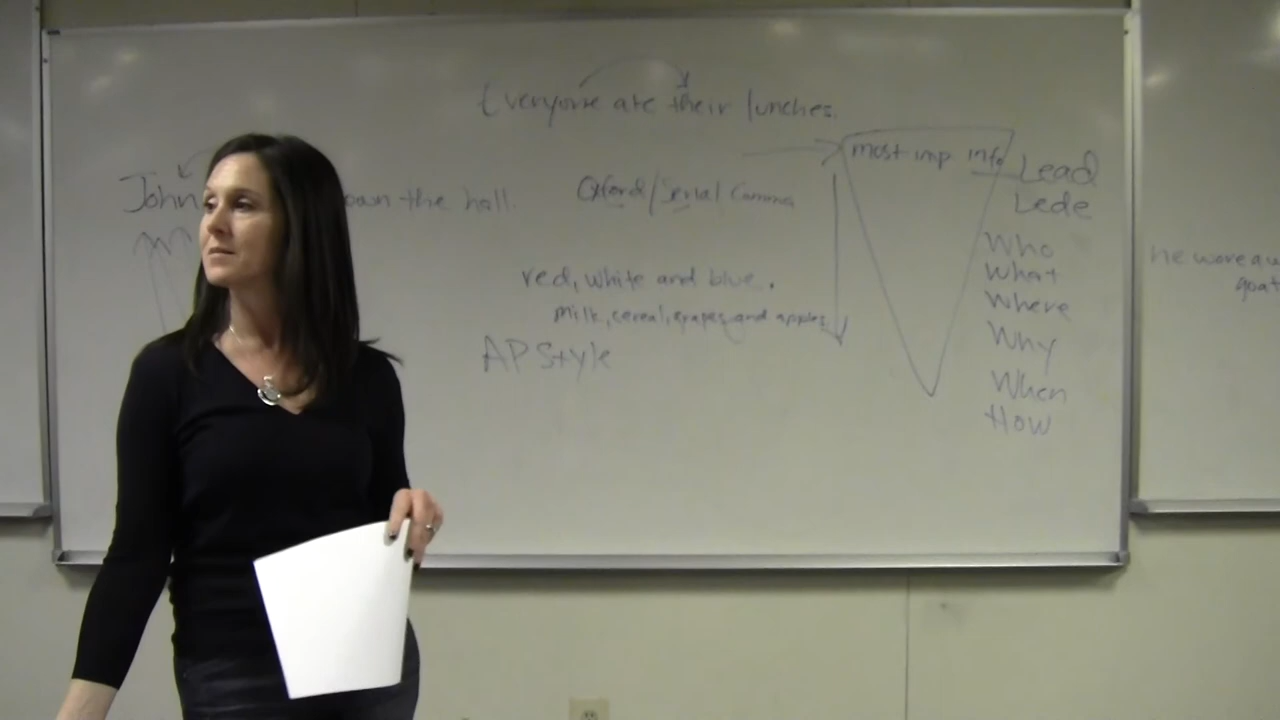 Everyone ate their lunches.
John
down the hall.
Oxford/Serial Comma
red, white and blue.
milk, cereal, grapes, and apples
AP Style
most imp info
Lead
Lede
Who
What
Where
Why
When
How
he wore a
goat